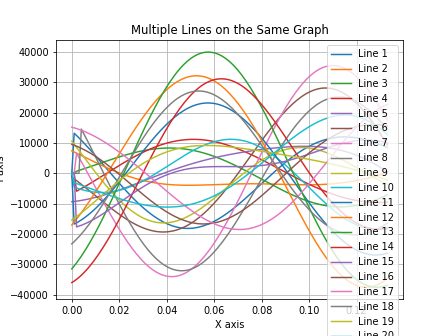 Multiple Lines on the Same Graph
40000
30000
20000
10000
0
−10000
−20000
−30000
−40000
0.00
0.02
0.04
0.06
0.08
0.10
X axis
Line 1
Line 2
Line 3
Line 4
Line 5
Line 6
Line 7
Line 8
Line 9
Line 10
Line 11
Line 12
Line 13
Line 14
Line 15
Line 16
Line 17
Line 18
Line 19
Line 20